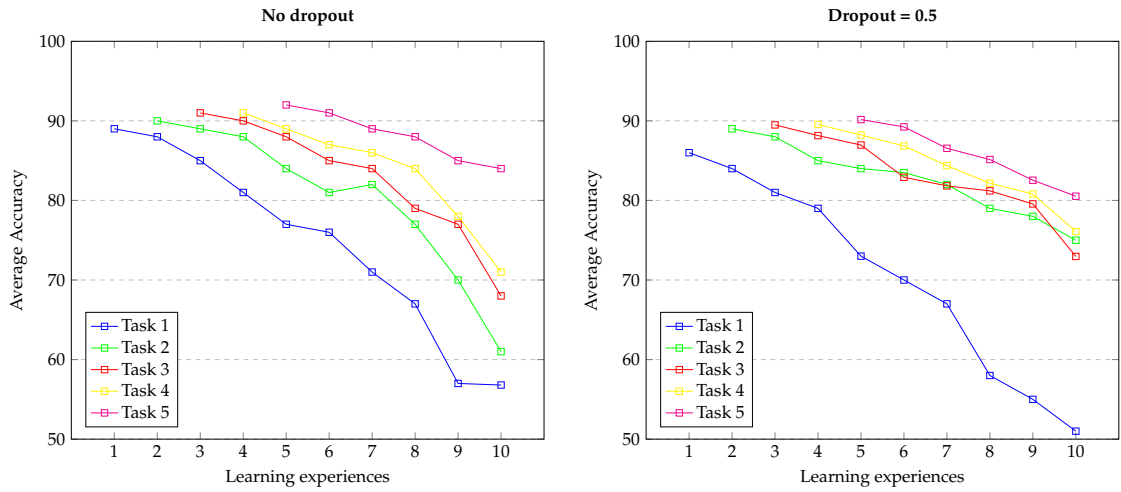 No dropout
100
90
80
70
60
50
Average Accuracy
Task 1
Task 2
Task 3
Task 4
Task 5
1 2 3 4 5 6 7 8 9 10
Learning experiences
Dropout = 0.5
100
90
80
70
60
50
Average Accuracy
Task 1
Task 2
Task 3
Task 4
Task 5
1 2 3 4 5 6 7 8 9 10
Learning experiences